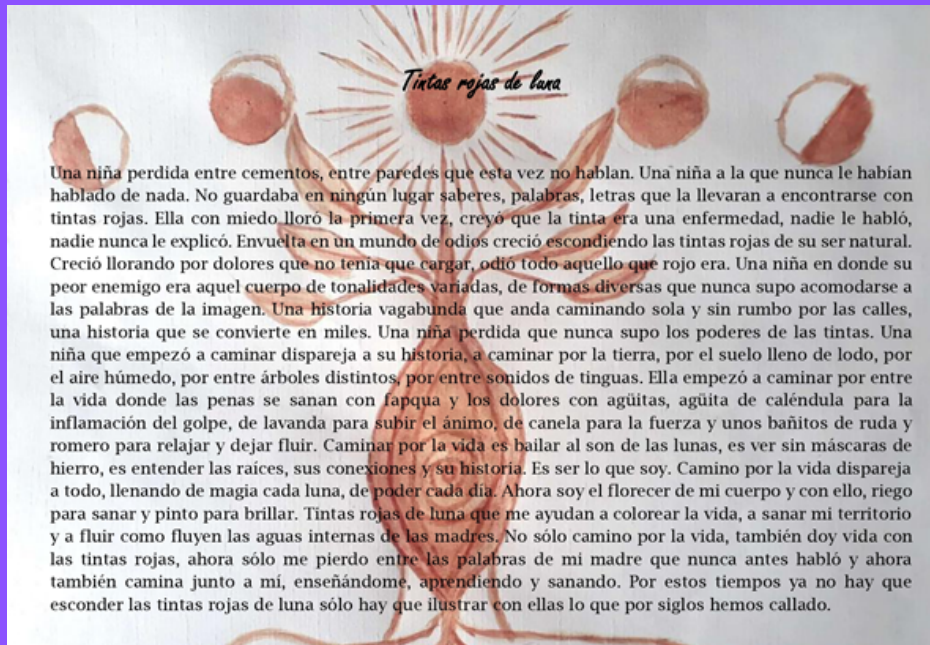 Tintas rojas de luna
Una niña perdida entre cementos, entre paredes que esta vez no hablan. Una niña a la que nunca le habían
hablado de nada. No guardaba en ningún lugar saberes, palabras, letras que la llevaran a encontrarse con
tintas rojas. Ella con miedo lloró la primera vez, creyó que la tinta era una enfermedad, nadie le habló,
nadie nunca le explicó. Envuelta en un mundo de odios creció escondiendo las tintas rojas de su ser natural.
Creció llorando por dolores que no tenía que cargar, odió todo aquello que rojo era. Una niña en donde su
peor enemigo era aquel cuerpo de tonalidades variadas, de formas diversas que nunca supo acomodarse a
las palabras de la imagen. Una historia vagabunda que anda caminando sola y sin rumbo por las calles,
una historia que se convierte en miles. Una niña perdida que nunca supo los poderes de las tintas. Una
niña que empezó a caminar dispareja a su historia, a caminar por la tierra, por el suelo lleno de lodo, por
el aire húmedo, por entre árboles distintos, por entre sonidos de tinguas. Ella empezó a caminar por entre
la vida donde las penas se sanan con fapqua y los dolores con agüitas, agüita de caléndula para la
inflamación del golpe, de lavanda para subir el ánimo, de canela para la fuerza y unos bañitos de ruda y
romero para relajar y dejar fluir. Caminar por la vida es bailar al son de las lunas, es ver sin máscaras de
hierro, es entender las raíces, sus conexiones y su historia. Es ser lo que soy. Camino por la vida dispareja
a todo, llenando de magia cada luna, de poder cada día. Ahora soy el florecer de mi cuerpo y con ello, riego
para sanar y pinto para brillar. Tintas rojas de luna que me ayudan a colorear la vida, a sanar mi territorio
y a fluir como fluyen las aguas internas de las madres. No sólo camino por la vida, también doy vida con
las tintas rojas, ahora sólo me pierdo entre las palabras de mi madre que nunca antes habló y ahora
también camina junto a mí, enseñándome, aprendiendo y sanando. Por estos tiempos ya no hay que
esconder las tintas rojas de luna sólo hay que ilustrar con ellas lo que por siglos hemos callado.